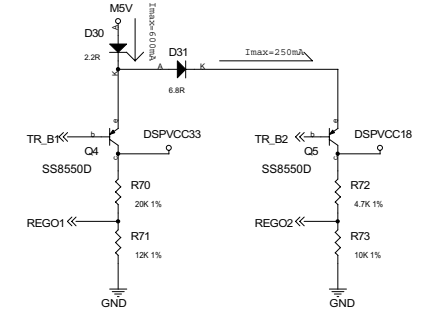 M5V
A
D30
Imax=600mA
2.2R
K
D31
A
K
Imax=250mA
6.8R
e
e
TR_B1
b
Q4
c
DSPVCC33
SS8550D
TR_B2
b
Q5
c
DSPVCC18
SS8550D
R70
20K 1%
R72
4.7K 1%
REGO1
REGO2
R71
12K 1%
R73
10K 1%
GND
GND